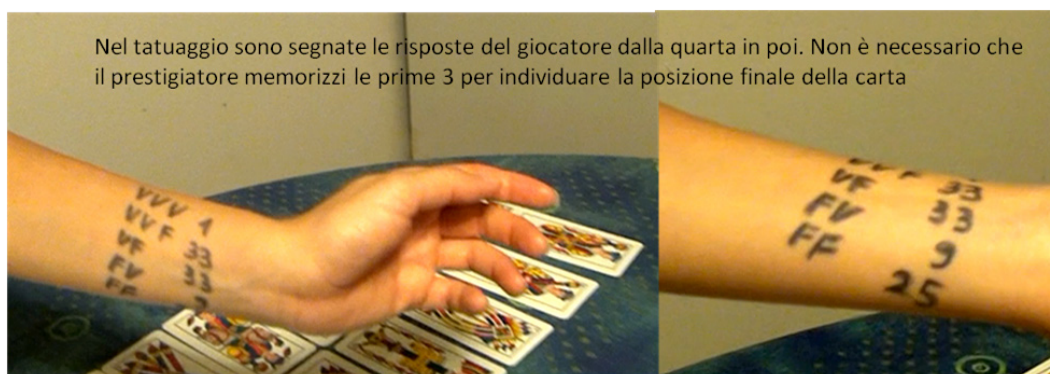 Nel tatuaggio sono segnate le risposte del giocatore dalla quarta in poi. Non è necessario che
il prestigiatore memorizzi le prime 3 per individuare la posizione finale della carta
VVV 1
VVF 33
VF 33
FV
FF
33
VF 33
FV 9
FF 25